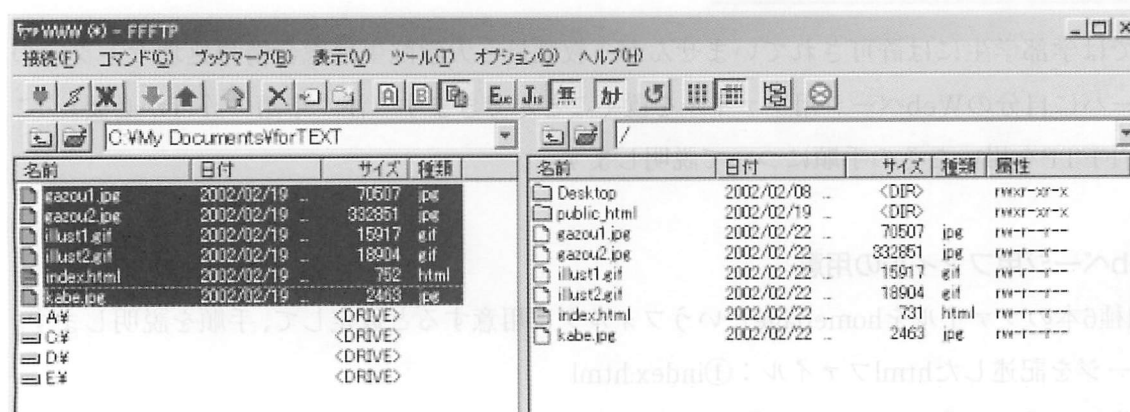 WWW (*) - FFFTP
接続(F) コマンド(C) ブックマーク(B) 表示(V) ツール(T) オプション(O) ヘルプ(H)
A B Euc Jis 無 カナ
C:¥My Documents¥forTEXT
名前 日付 サイズ 種類
gazou1.jpg 2002/02/19 ... 70507 jpg
gazou2.jpg 2002/02/19 ... 332851 jpg
illust1.gif 2002/02/19 ... 15917 gif
illust2.gif 2002/02/19 ... 18904 gif
index.html 2002/02/19 ... 752 html
kabe.jpg 2002/02/19 ... 2463 jpg
A:¥ <DRIVE>
C:¥ <DRIVE>
D:¥ <DRIVE>
E:¥ <DRIVE>
/
名前 日付 サイズ 種類 属性
Desktop 2002/02/08 ... <DIR> rwxr-xr-x
public_html 2002/02/19 ... <DIR> rwxr-xr-x
gazou1.jpg 2002/02/22 ... 70507 jpg rw-r--r--
gazou2.jpg 2002/02/22 ... 332851 jpg rw-r--r--
illust1.gif 2002/02/22 ... 15917 gif rw-r--r--
illust2.gif 2002/02/22 ... 18904 gif rw-r--r--
index.html 2002/02/22 ... 731 html rw-r--r--
kabe.jpg 2002/02/22 ... 2463 jpg rw-r--r--